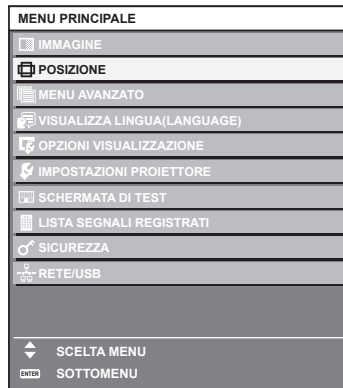 MENU PRINCIPALE
IMMAGINE
POSIZIONE
MENU AVANZATO
VISUALIZZA LINGUA(LANGUAGE)
OPZIONI VISUALIZZAZIONE
IMPOSTAZIONI PROIETTORE
SCHERMATA DI TEST
LISTA SEGNALI REGISTRATI
SICUREZZA
RETE/USB
SCELTA MENU
ENTER SOTTOMENU